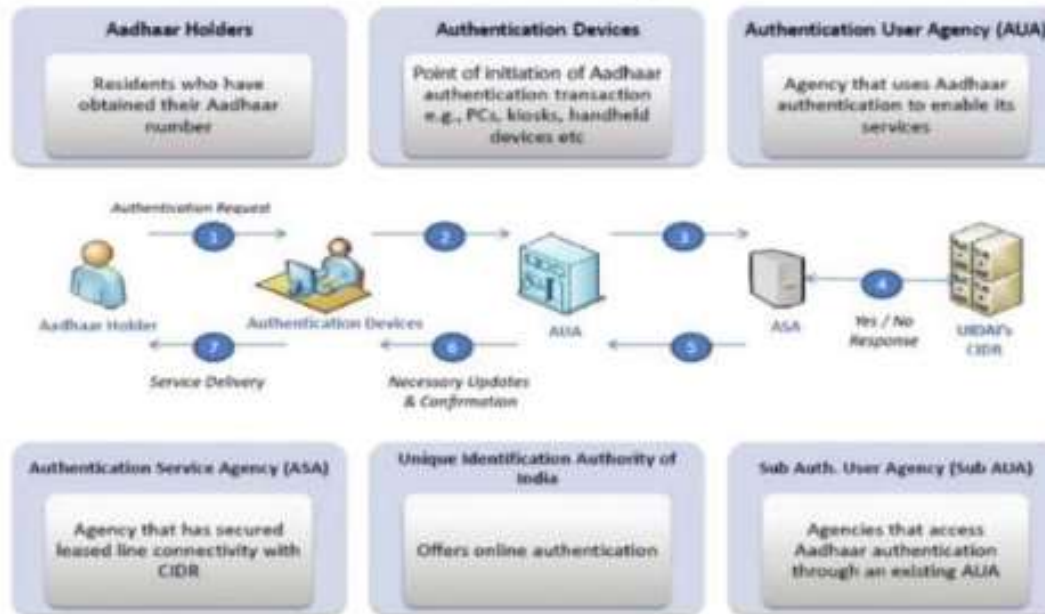 Aadhaar Holders
Residents who have
obtained their Aadhaar
number
Authentication Devices
Point of initiation of Aadhaar
authentication transaction
e.g., PCs, kiosks, handheld
devices etc
Authentication User Agency (AUA)
Agency that uses Aadhaar
authentication to enable its
services
Authentication Request
1
2
3
4
Aadhaar Holder
Authentication Devices
AUA
ASA
Yes / No
Response
UIDAI's
CIDR
7
6
5
Service Delivery
Necessary Updates
& Confirmation
Authentication Service Agency (ASA)
Agency that has secured
leased line connectivity with
CIDR
Unique Identification Authority of
India
Offers online authentication
Sub Auth. User Agency (Sub AUA)
Agencies that access
Aadhaar authentication
through an existing AUA